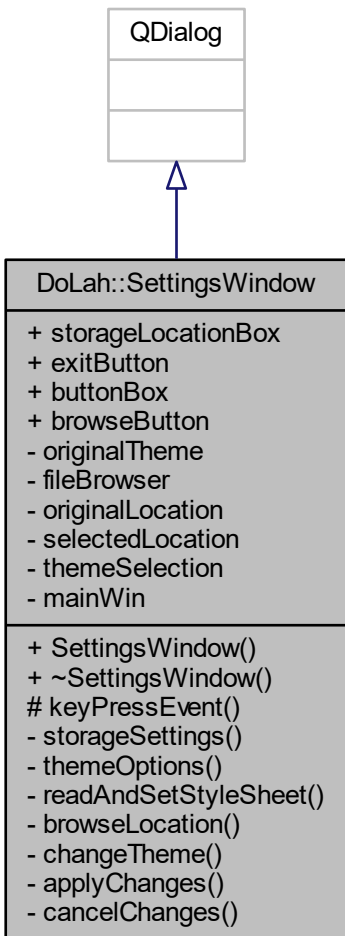 QDialog
DoLah::SettingsWindow
+ storageLocationBox
+ exitButton
+ buttonBox
+ browseButton
- originalTheme
- fileBrowser
- originalLocation
- selectedLocation
- themeSelection
- mainWin
+ SettingsWindow()
+ ~SettingsWindow()
# keyPressEvent()
- storageSettings()
- themeOptions()
- readAndSetStyleSheet()
- browseLocation()
- changeTheme()
- applyChanges()
- cancelChanges()